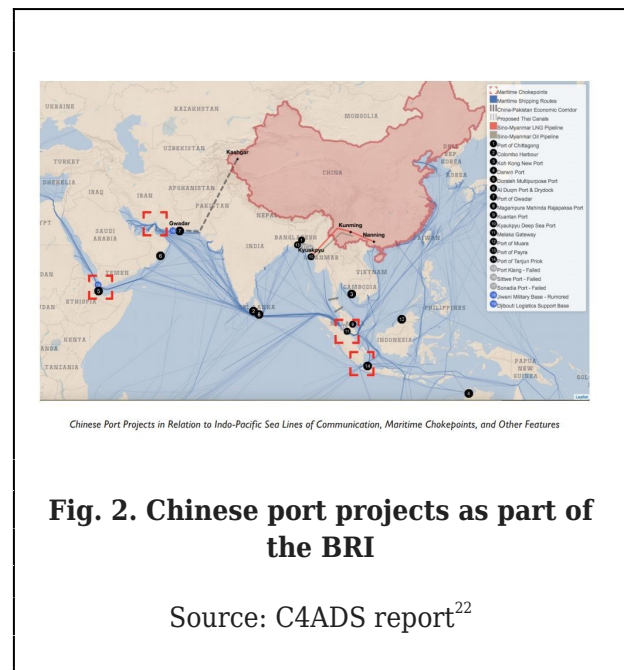 UKRAINE
KAZAKHSTAN
MONGOLIA
UZBEKISTAN
TURKEY
Kashgar
CHINA
KOREA
AFGHANISTAN
IRAQ
IRAN
PAKISTAN
NEPAL
SAUDI
ARABIA
Gwadar
INDIA
BANGLADESH
Kyaukpyu
MYANMAR
Kunming
Nanning
TAIWAN
YEMEN
VIETNAM
CAMBODIA
PHILIPPINES
ETHIOPIA
KENYA
TANZANIA
INDONESIA
PAPUA
NEW
GUINEA
Maritime Chokepoints
Maritime Shipping Routes
China-Pakistan Economic Corridor
Proposed Thai Canals
Sino-Myanmar LNG Pipeline
Sino-Myanmar Oil Pipeline
Port of Chittagong
Colombo Harbour
Koh Kong New Port
Darwin Port
Doraleh Multipurpose Port
Al Duqm Port & Drydock
Port of Gwadar
Magampura Mahinda Rajapaksa Port
Kuantan Port
Kyaukpyu Deep Sea Port
Melaka Gateway
Port of Muara
Port of Payra
Port of Tanjun Priok
Port Klang - Failed
Sittwe Port - Failed
Sonadia Port - Failed
Jiwani Military Base - Rumored
Djibouti Logistics Support Base
Leaflet
Chinese Port Projects in Relation to Indo-Pacific Sea Lines of Communication, Maritime Chokepoints, and Other Features
Fig. 2. Chinese port projects as part of
the BRI
Source: C4ADS report22